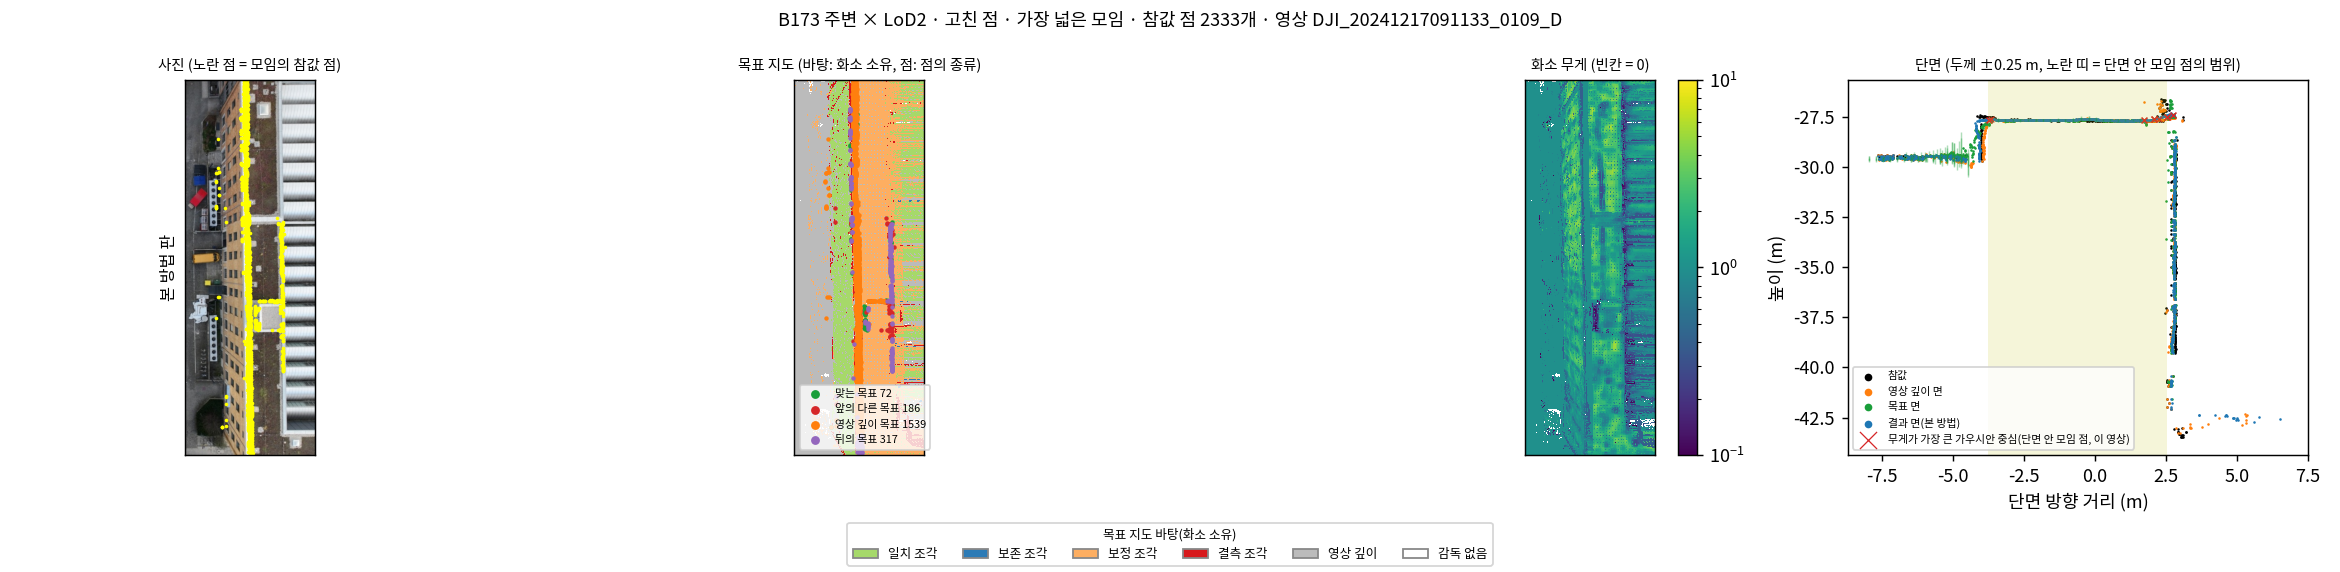 B173 주변 × LoD2 · 고친 점 · 가장 넓은 모임 · 참값 점 2333개 · 영상 DJI_20241217091133_0109_D
사진 (노란 점 = 모임의 참값 점)
목표 지도 (바탕: 화소 소유, 점: 점의 종류)
화소 무게 (빈칸 = 0)
단면 (두께 ±0.25 m, 노란 띠 = 단면 안 모임 점의 범위)
본 방법 판
맞는 목표 72
앞의 다른 목표 186
영상 깊이 목표 1539
뒤의 목표 317
10¹
10⁰
10⁻¹
높이 (m)
-27.5
-30.0
-32.5
-35.0
-37.5
-40.0
-42.5
참값
영상 깊이 면
목표 면
결과 면(본 방법)
무게가 가장 큰 가우시안 중심(단면 안 모임 점, 이 영상)
-7.5
-5.0
-2.5
0.0
2.5
5.0
7.5
단면 방향 거리 (m)
목표 지도 바탕(화소 소유)
일치 조각
보존 조각
보정 조각
결측 조각
영상 깊이
감독 없음